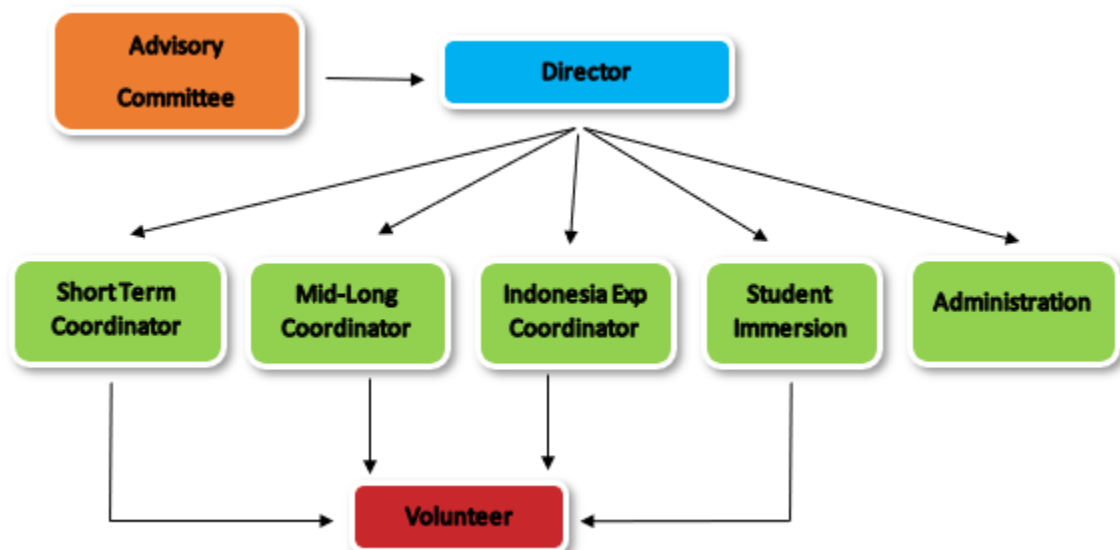 Advisory
Committee
Director
Short Term
Coordinator
Mid-Long
Coordinator
Indonesia Exp
Coordinator
Student
Immersion
Administration
Volunteer